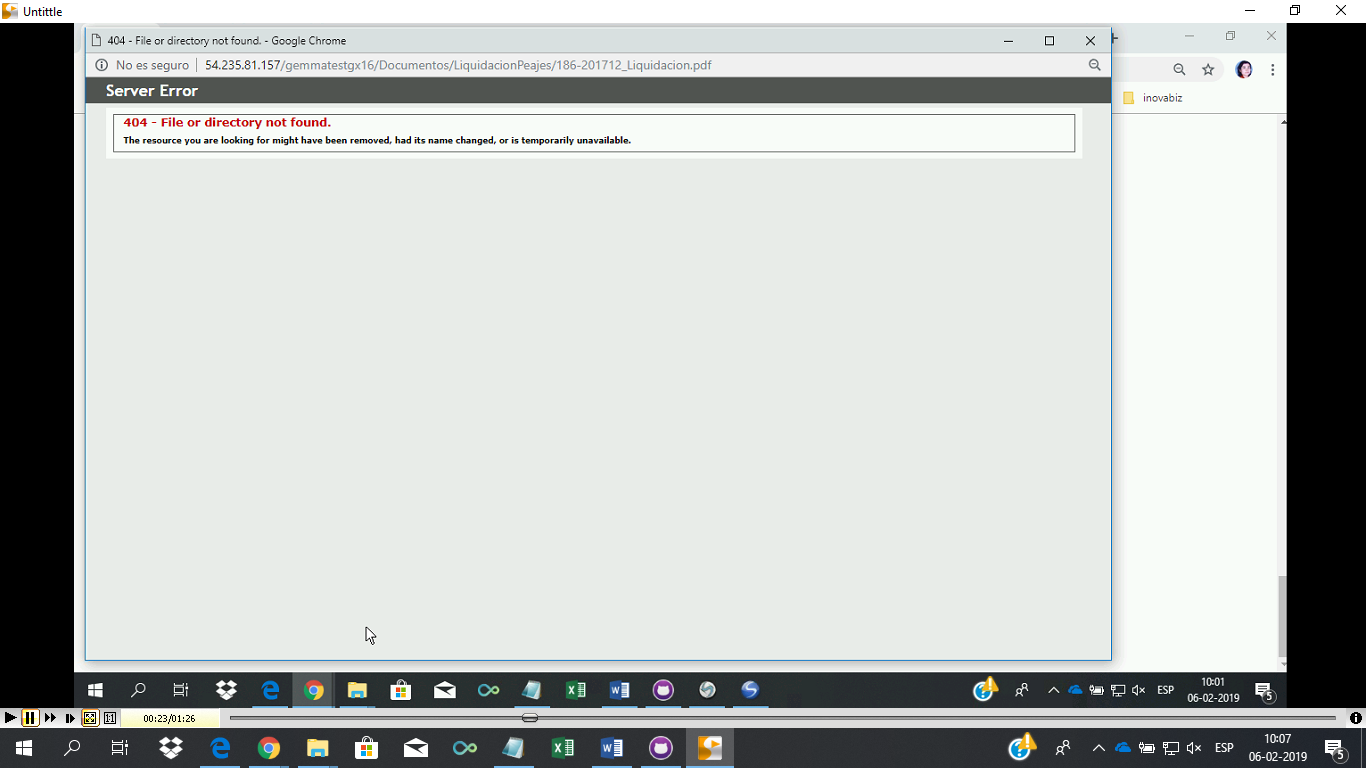 Untittle
404 - File or directory not found. - Google Chrome
No es seguro | 54.235.81.157/gemmatestgx16/Documentos/LiquidacionPeajes/186-201712_Liquidacion.pdf
inovabiz
Server Error
404 - File or directory not found.
The resource you are looking for might have been removed, had its name changed, or is temporarily unavailable.
ESP
10:01
06-02-2019
5
00:23/01:26
ESP
10:07
06-02-2019
5